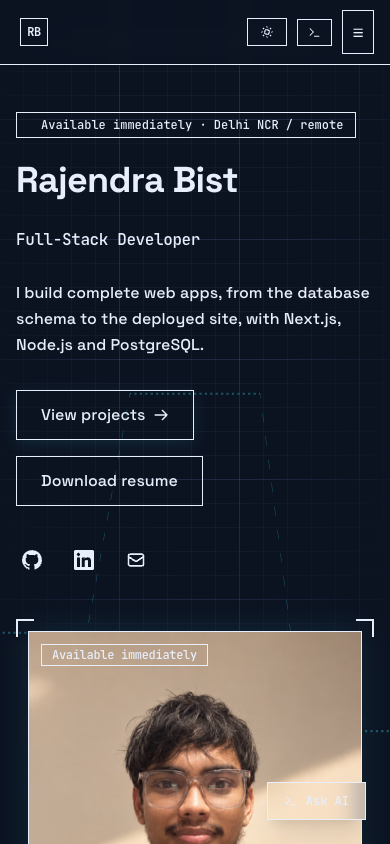 RB
Available immediately · Delhi NCR / remote
Rajendra Bist
Full-Stack Developer
I build complete web apps, from the database
schema to the deployed site, with Next.js,
Node.js and PostgreSQL.
View projects →
Download resume
Available immediately
Ask AI